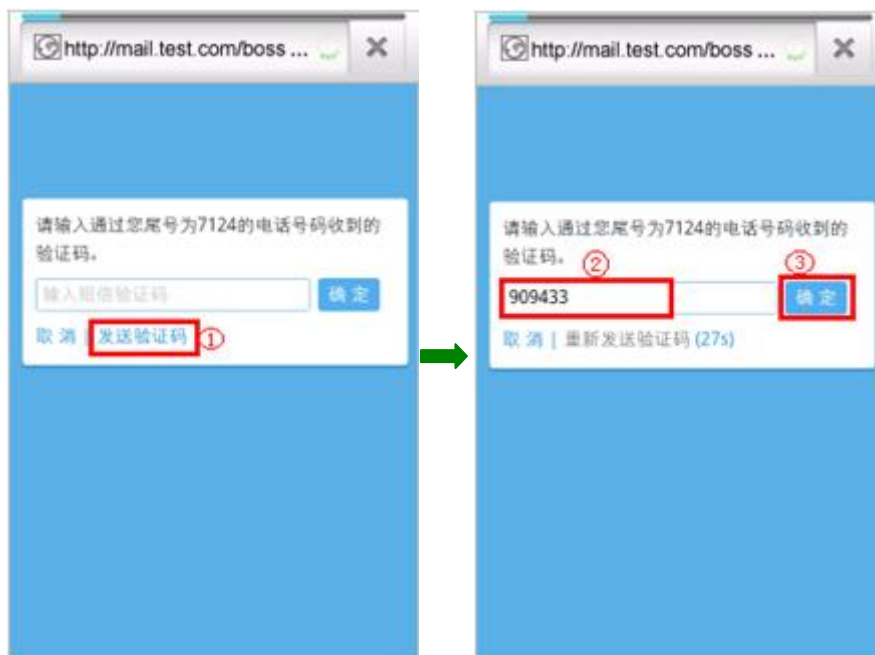 http://mail.test.com/boss ...
请输入通过您尾号为7124的电话号码收到的
验证码。
输入短信验证码 确 定
取 消 | 发送验证码 ①
http://mail.test.com/boss ...
请输入通过您尾号为7124的电话号码收到的
验证码。 ② ③
909433 确 定
取 消 | 重新发送验证码 (27s)